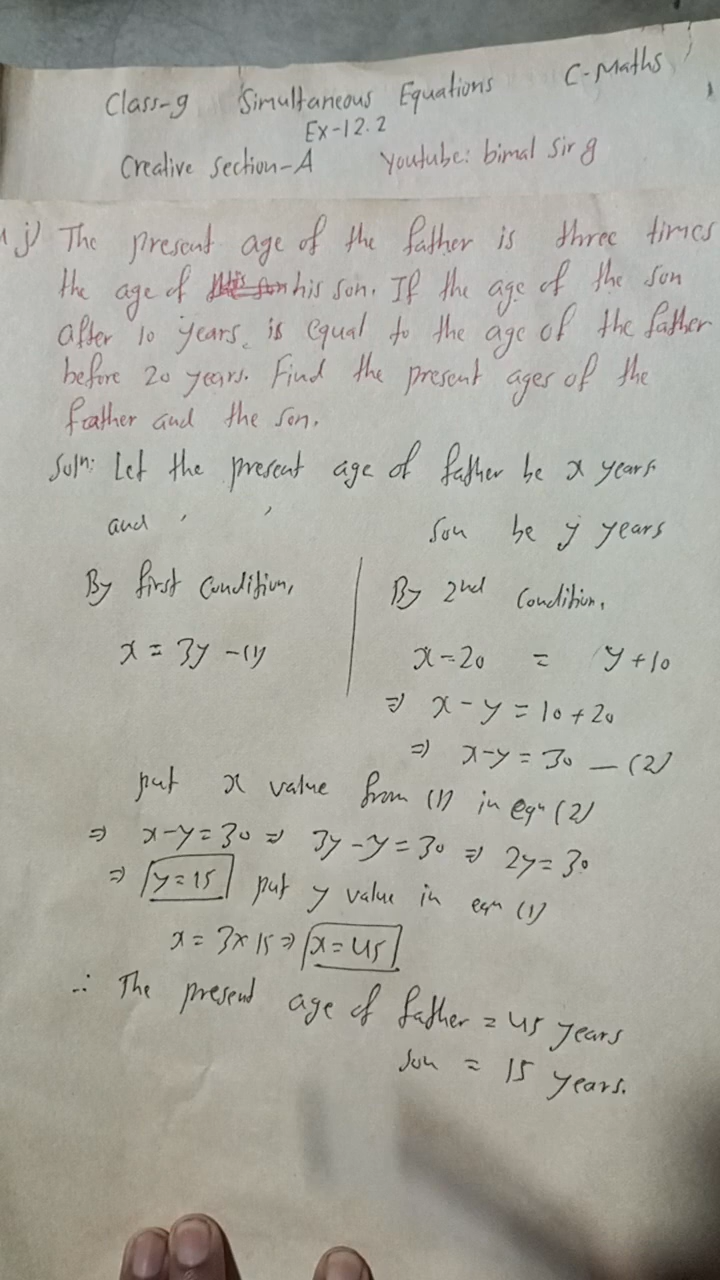 Class-9 Simultaneous Equations C-Maths
Ex-12.2
Creative Section-A Youtube: bimal Sir g
j) The present age of the father is three times
the age of his son. If the age of the son
after 10 years, is equal to the age of the father
before 20 years. Find the present ages of the
father and the son.
Soln: Let the present age of father be x years
and , , son be y years
By first Condition, By 2nd Condition,
x = 3y -(1) x-20 = y+10
⇒ x-y = 10+20
⇒ x-y = 30 - (2)
put x value from (1) in eqn (2)
⇒ x-y=30 ⇒ 3y-y=30 ⇒ 2y=30
⇒ y=15 put y value in eqn (1)
x = 3x15 ⇒ x=45
∴ The present age of father = 45 years
Son = 15 years.